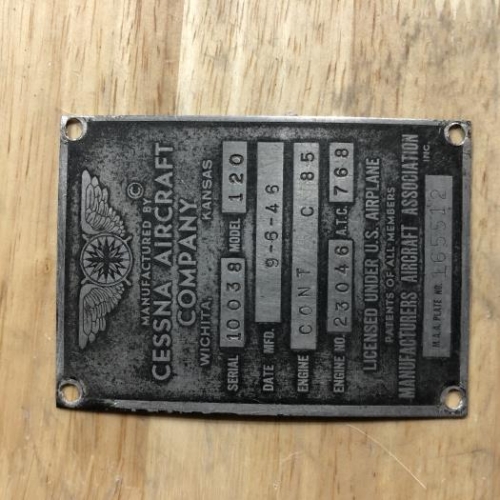 ©
MANUFACTURED BY
CESSNA AIRCRAFT
COMPANY
WICHITA, KANSAS
SERIAL 10038 MODEL 120
DATE MFD. 9-6-46
ENGINE CONT C 85
ENGINE NO. 23046 A.T.C. 768
LICENSED UNDER U.S. AIRPLANE
PATENTS OF ALL MEMBERS
MANUFACTURERS AIRCRAFT ASSOCIATION
INC.
M.A.A. PLATE NO. 165512